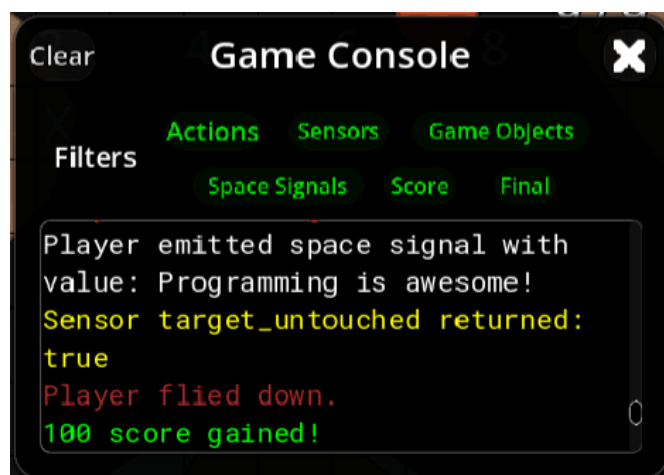 Clear Game Console
Actions Sensors Game Objects
Filters
Space Signals Score Final
Player emitted space signal with
value: Programming is awesome!
Sensor target_untouched returned:
true
Player flied down.
100 score gained!